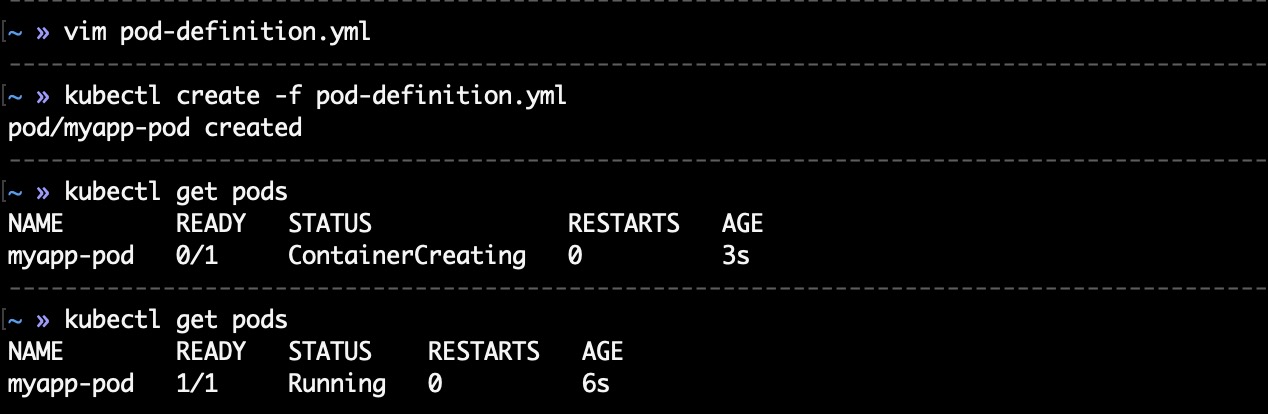 ~ » vim pod-definition.yml
~ » kubectl create -f pod-definition.yml
pod/myapp-pod created
~ » kubectl get pods
NAME        READY   STATUS              RESTARTS   AGE
myapp-pod   0/1     ContainerCreating   0          3s
~ » kubectl get pods
NAME        READY   STATUS    RESTARTS   AGE
myapp-pod   1/1     Running   0          6s